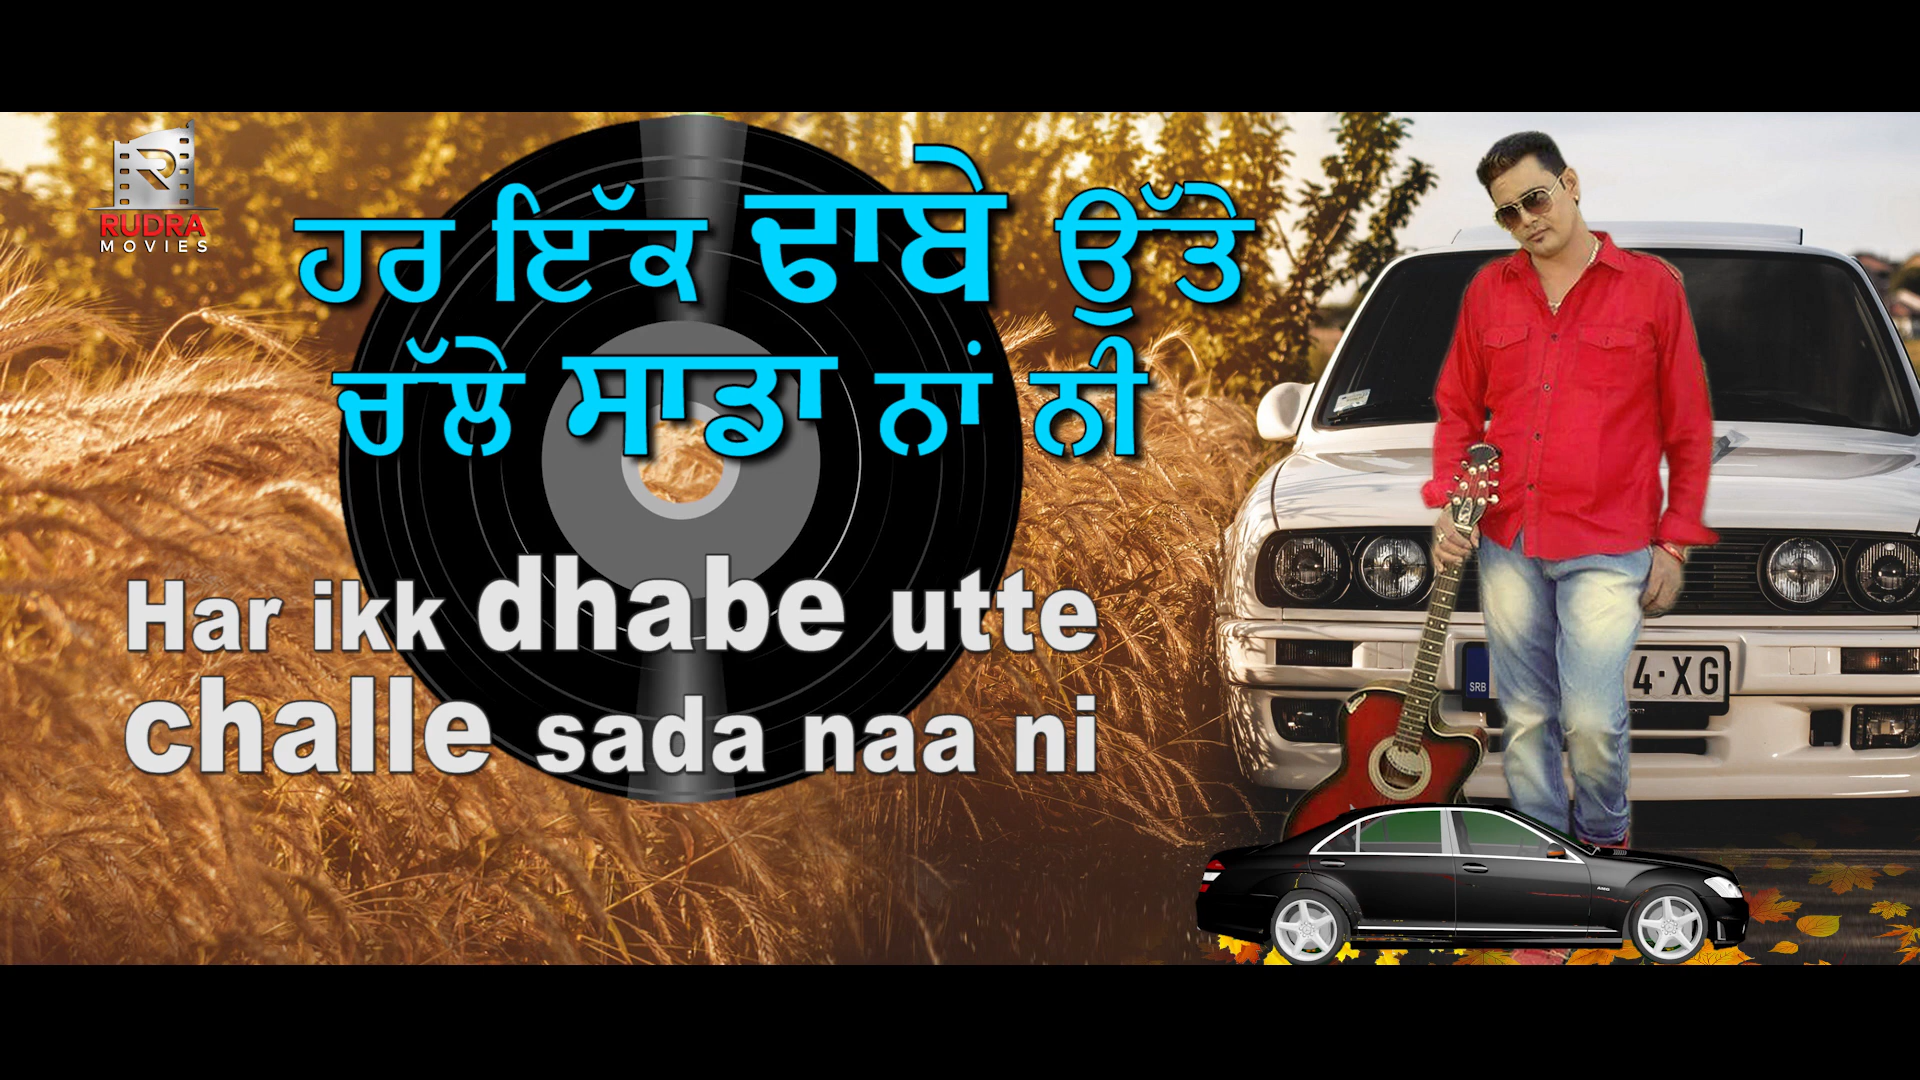 RUDRA
MOVIES
ਹਰ ਇੱਕ ਢਾਬੇ ਉੱਤੇ
ਚੱਲੇ ਸਾਡਾ ਨਾਂ ਨੀ
Har ikk dhabe utte
challe sada naa ni
SRB
4·XG